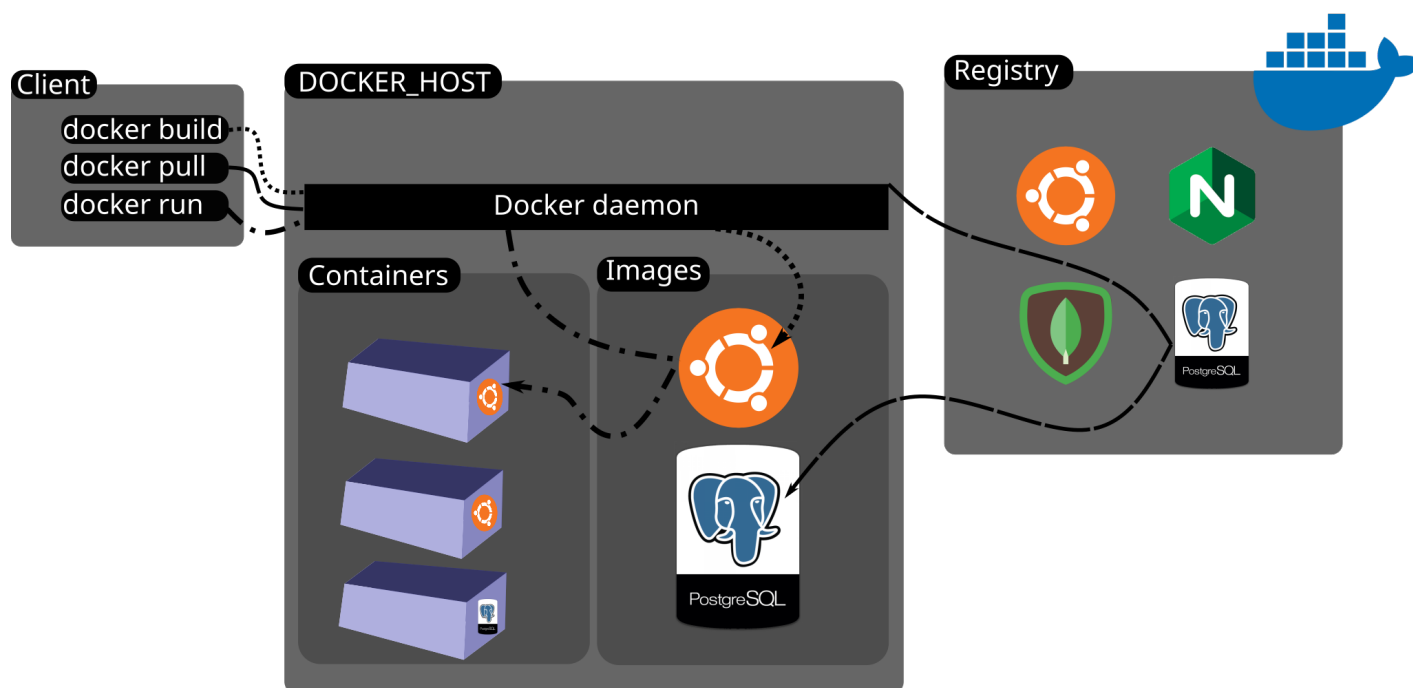 Client
docker build
docker pull
docker run
DOCKER_HOST
Docker daemon
Containers
Images
PostgreSQL
Registry
N
PostgreSQL